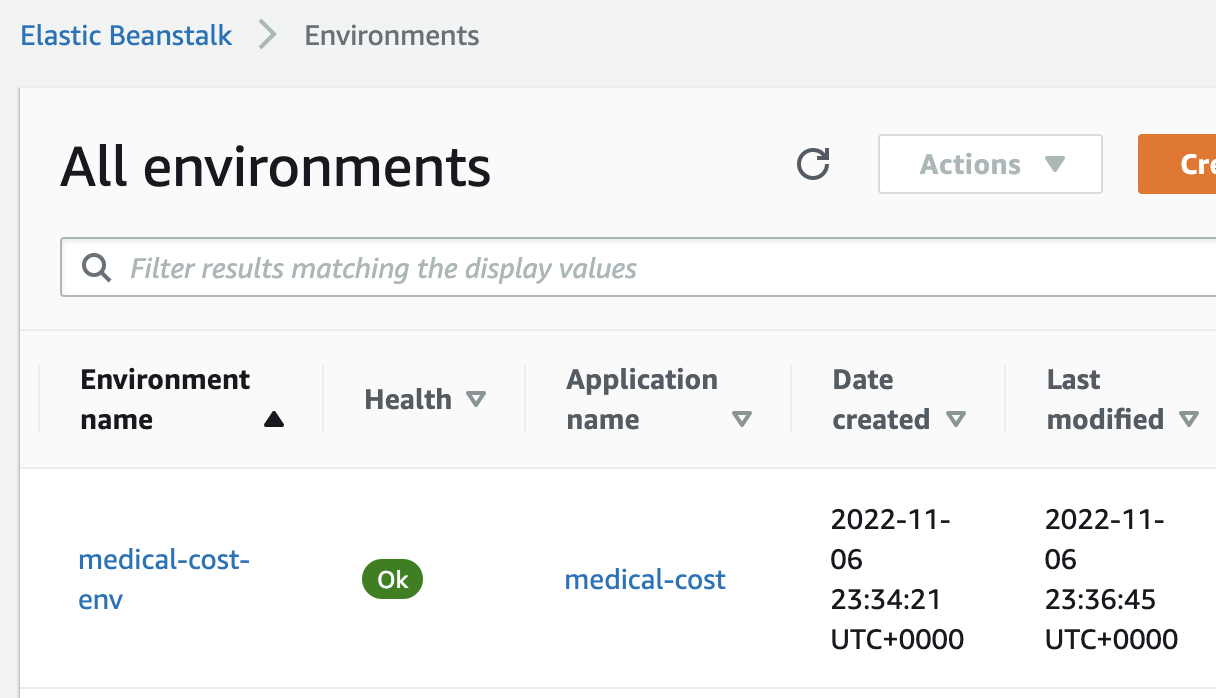 Elastic Beanstalk > Environments
All environments
Actions
Filter results matching the display values
Environment name
Health
Application name
Date created
Last modified
medical-cost-
env
Ok
medical-cost
2022-11-
06
23:34:21
UTC+0000
2022-11-
06
23:36:45
UTC+0000